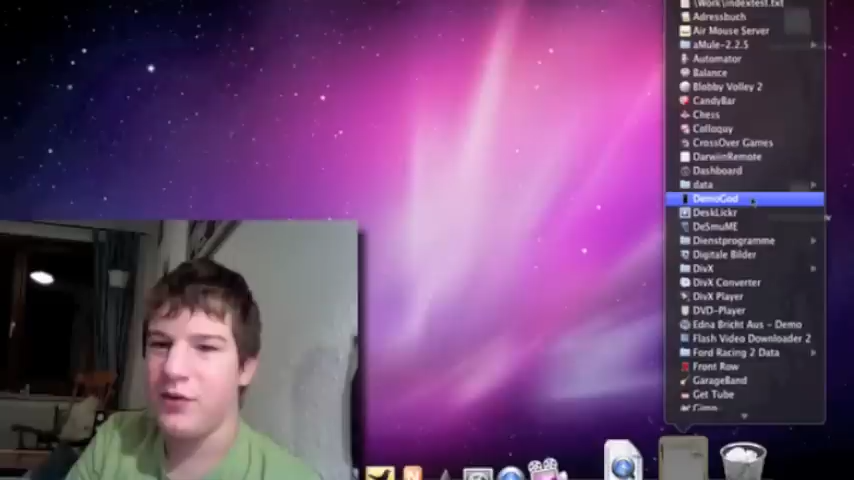 \Work\indextest.txt
Adressbuch
Air Mouse Server
aMule-2.2.5
Automator
Balance
Blobby Volley 2
CandyBar
Chess
Colloquy
CrossOver Games
DarwiinRemote
Dashboard
data
DemoGod
DeskLickr
DeSmuME
Dienstprogramme
Digitale Bilder
DivX
DivX Converter
DivX Player
DVD-Player
Edna Bricht Aus - Demo
Flash Video Downloader 2
Ford Racing 2 Data
Front Row
GarageBand
Get Tube
Gimp